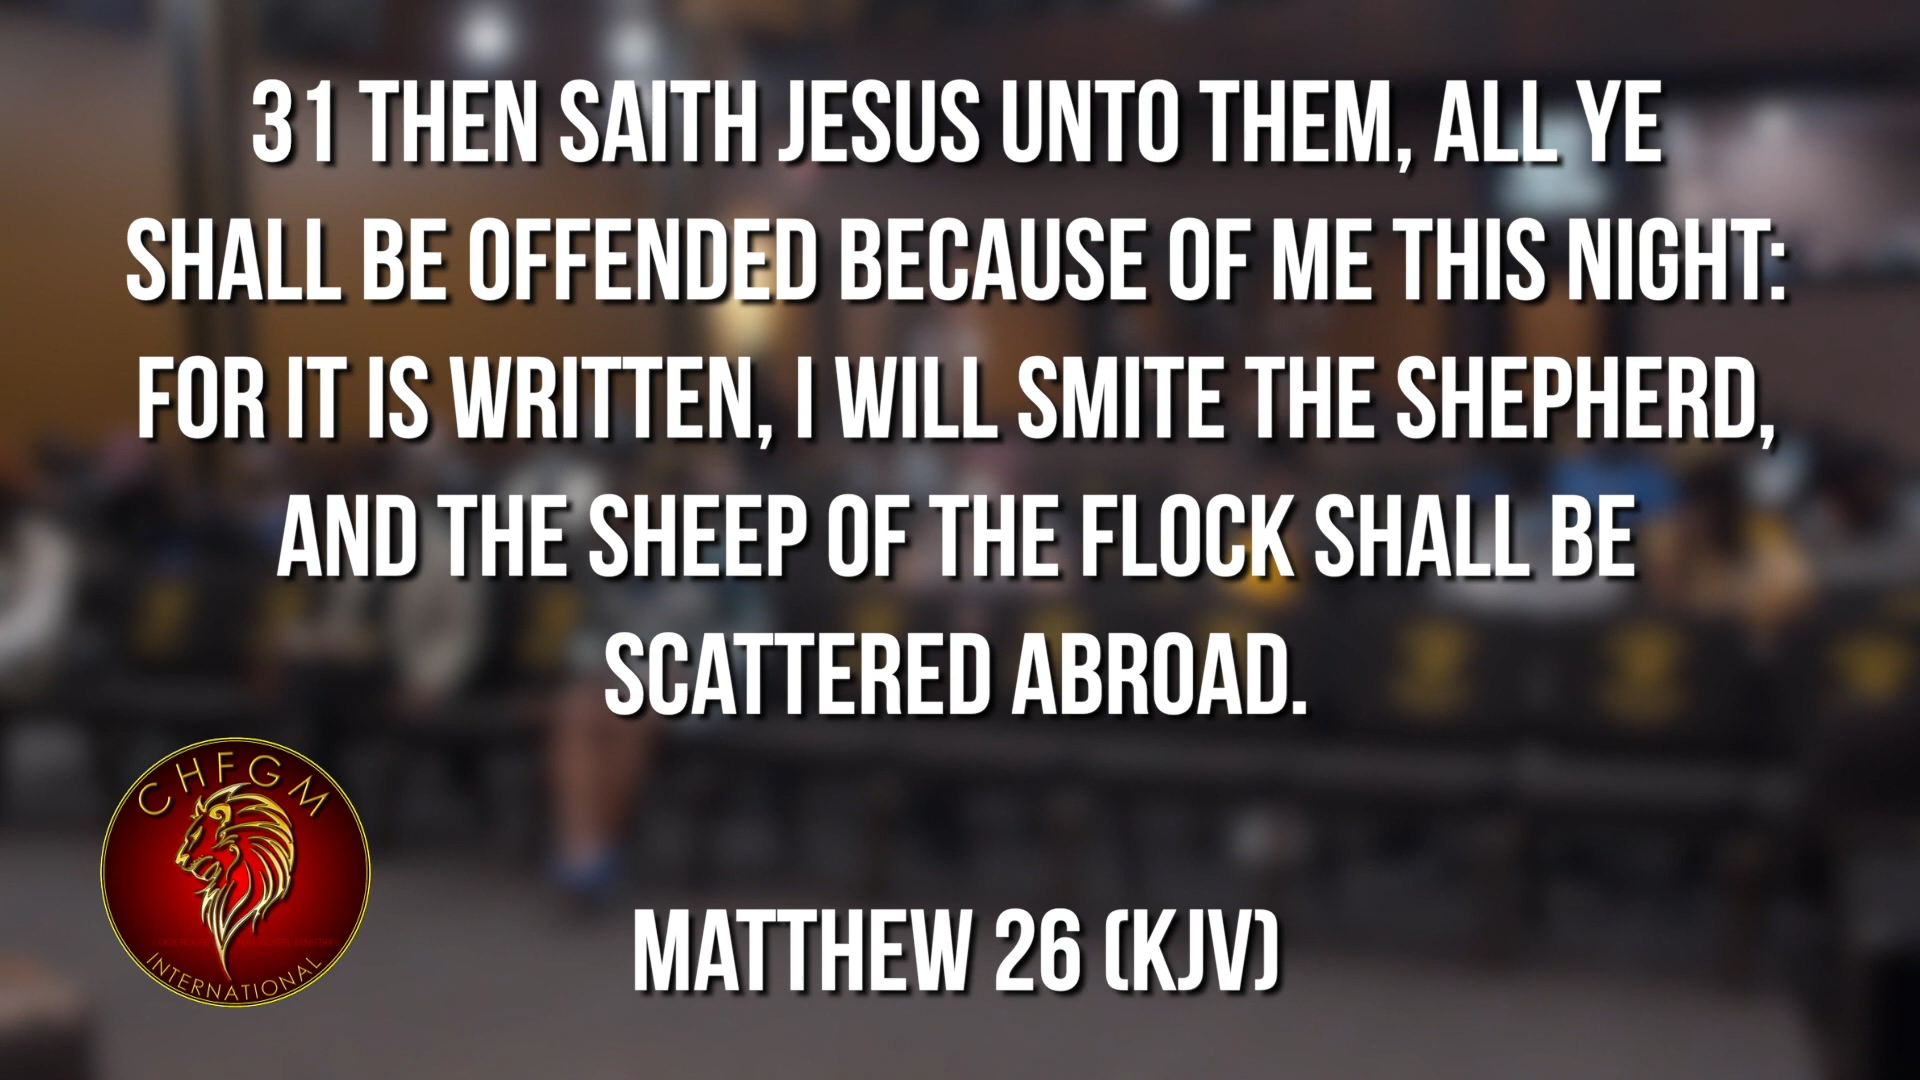 31 THEN SAITH JESUS UNTO THEM, ALL YE
SHALL BE OFFENDED BECAUSE OF ME THIS NIGHT:
FOR IT IS WRITTEN, I WILL SMITE THE SHEPHERD,
AND THE SHEEP OF THE FLOCK SHALL BE
SCATTERED ABROAD.
MATTHEW 26 (KJV)
CHFGM
INTERNATIONAL